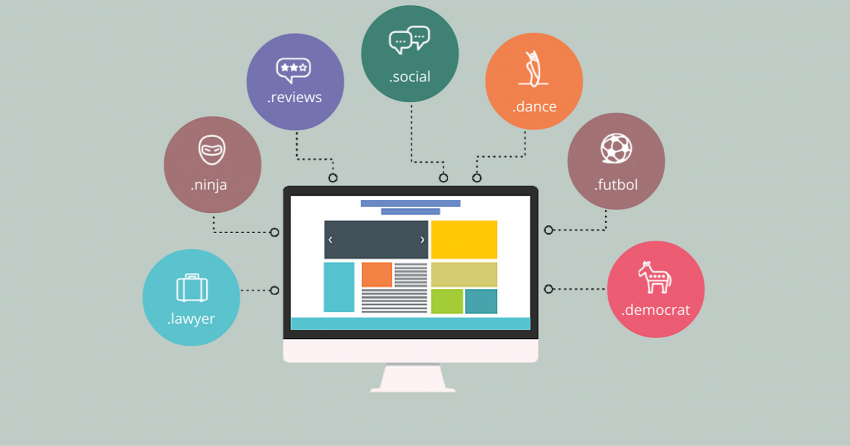 .social
.reviews
.dance
.ninja
.futbol
.lawyer
.democrat